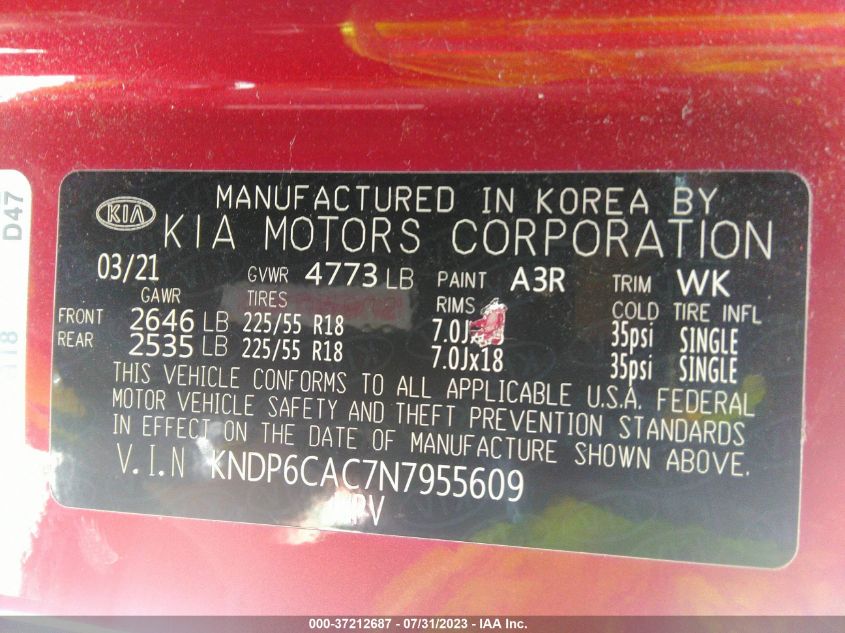 D47
118
KIA
MANUFACTURED IN KOREA BY
KIA MOTORS CORPORATION
03/21 GVWR 4773 LB PAINT A3R TRIM WK
GAWR TIRES RIMS COLD TIRE INFL
FRONT 2646 LB 225/55 R18 7.0J 35psi SINGLE
REAR 2535 LB 225/55 R18 7.0Jx18 35psi SINGLE
THIS VEHICLE CONFORMS TO ALL APPLICABLE U.S.A. FEDERAL
MOTOR VEHICLE SAFETY AND THEFT PREVENTION STANDARDS
IN EFFECT ON THE DATE OF MANUFACTURE SHOWN ABOVE.
V.I.N KNDP6CAC7N7955609
000-37212687 - 07/31/2023 - IAA Inc.